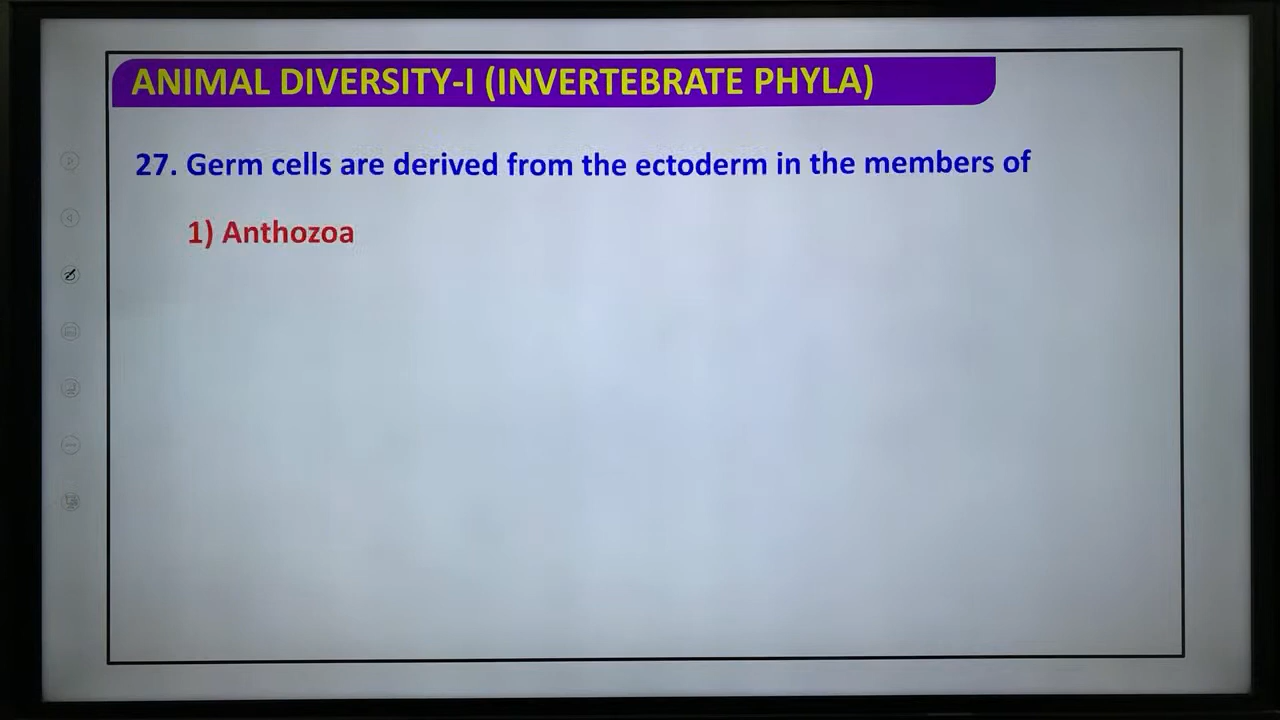 ANIMAL DIVERSITY-I (INVERTEBRATE PHYLA)
27. Germ cells are derived from the ectoderm in the members of
1) Anthozoa